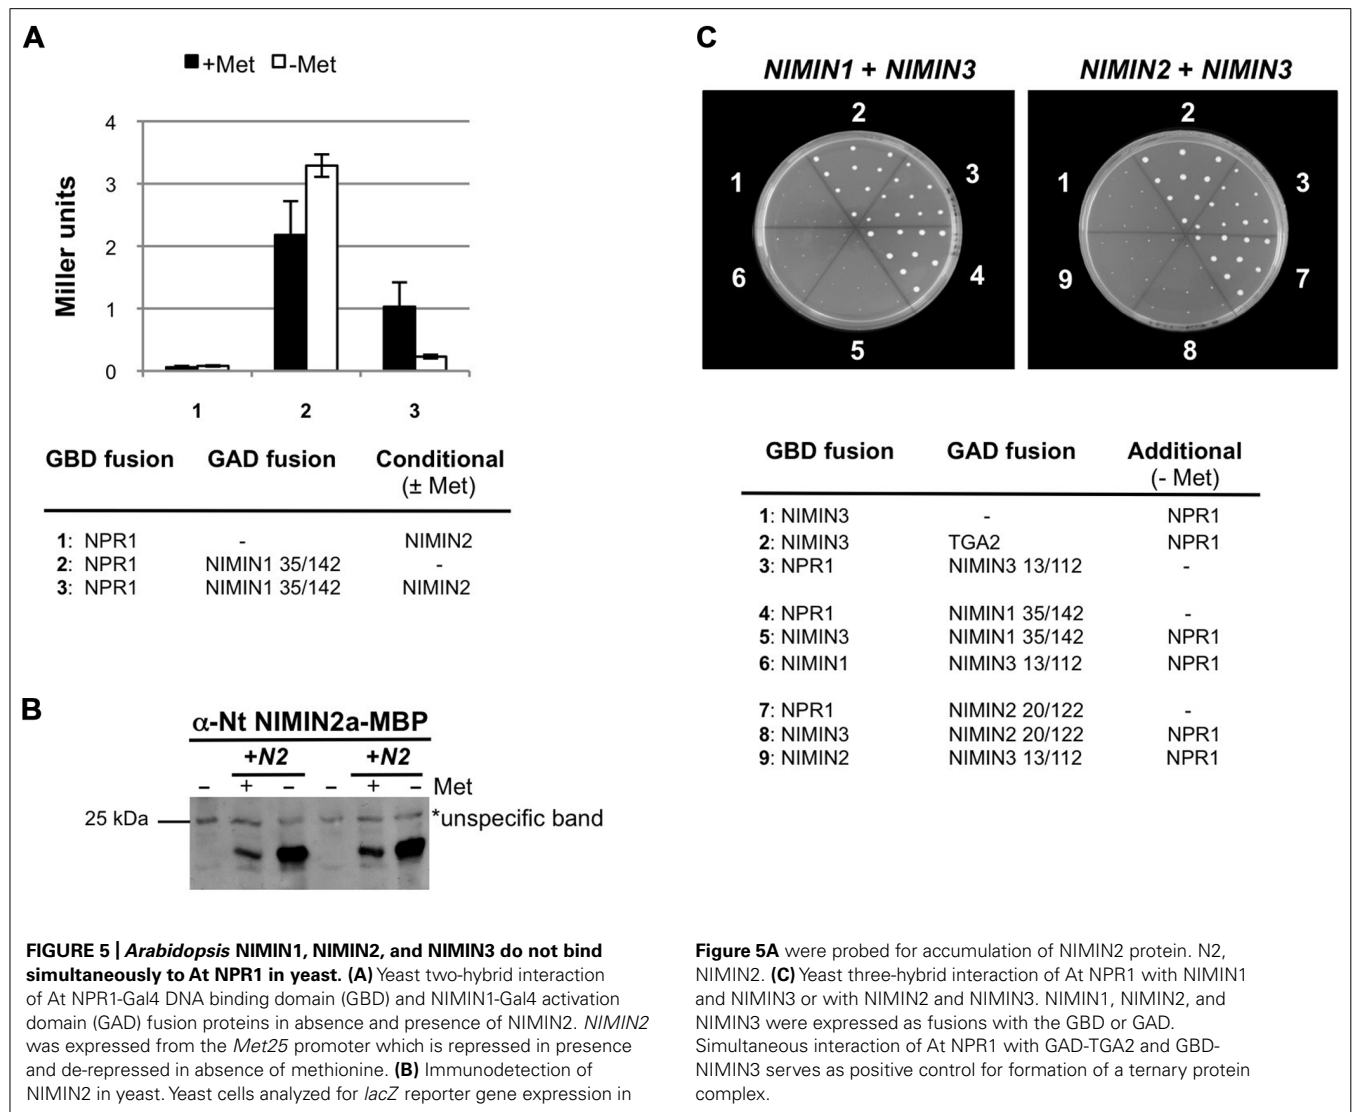 A
+Met -Met
4
3
2
1
0
Miller units
1 2 3
GBD fusion GAD fusion Conditional
(± Met)
1: NPR1 - NIMIN2
2: NPR1 NIMIN1 35/142 -
3: NPR1 NIMIN1 35/142 NIMIN2
B
α-Nt NIMIN2a-MBP
+N2 +N2
– + – – + – Met
25 kDa *unspecific band
C
NIMIN1 + NIMIN3 NIMIN2 + NIMIN3
2
1 3
6 4
5
2
1 3
9 7
8
GBD fusion GAD fusion Additional
(- Met)
1: NIMIN3 - NPR1
2: NIMIN3 TGA2 NPR1
3: NPR1 NIMIN3 13/112 -
4: NPR1 NIMIN1 35/142 -
5: NIMIN3 NIMIN1 35/142 NPR1
6: NIMIN1 NIMIN3 13/112 NPR1
7: NPR1 NIMIN2 20/122 -
8: NIMIN3 NIMIN2 20/122 NPR1
9: NIMIN2 NIMIN3 13/112 NPR1
FIGURE 5 | Arabidopsis NIMIN1, NIMIN2, and NIMIN3 do not bind
simultaneously to At NPR1 in yeast. (A) Yeast two-hybrid interaction
of At NPR1-Gal4 DNA binding domain (GBD) and NIMIN1-Gal4 activation
domain (GAD) fusion proteins in absence and presence of NIMIN2. NIMIN2
was expressed from the Met25 promoter which is repressed in presence
and de-repressed in absence of methionine. (B) Immunodetection of
NIMIN2 in yeast. Yeast cells analyzed for lacZ reporter gene expression in
Figure 5A were probed for accumulation of NIMIN2 protein. N2,
NIMIN2. (C) Yeast three-hybrid interaction of At NPR1 with NIMIN1
and NIMIN3 or with NIMIN2 and NIMIN3. NIMIN1, NIMIN2, and
NIMIN3 were expressed as fusions with the GBD or GAD.
Simultaneous interaction of At NPR1 with GAD-TGA2 and GBD-
NIMIN3 serves as positive control for formation of a ternary protein
complex.